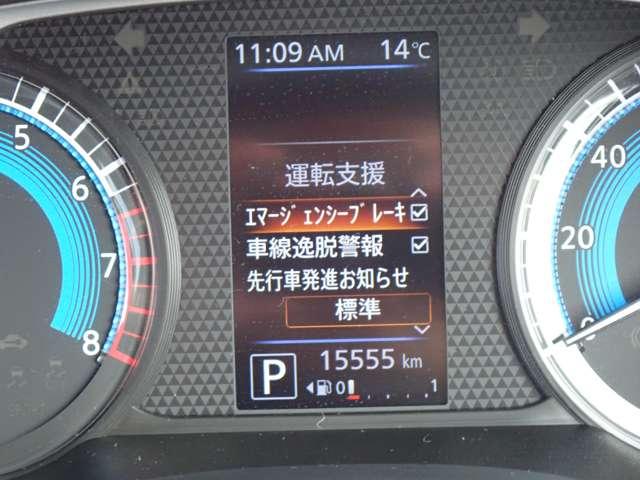 11:09 AM 14℃
運転支援
ｴﾏｰｼﾞｪﾝｼｰﾌﾞﾚｰｷ
車線逸脱警報
先行車発進お知らせ
標準
P 15555 km
0 1
5
6
7
8
40
20
0